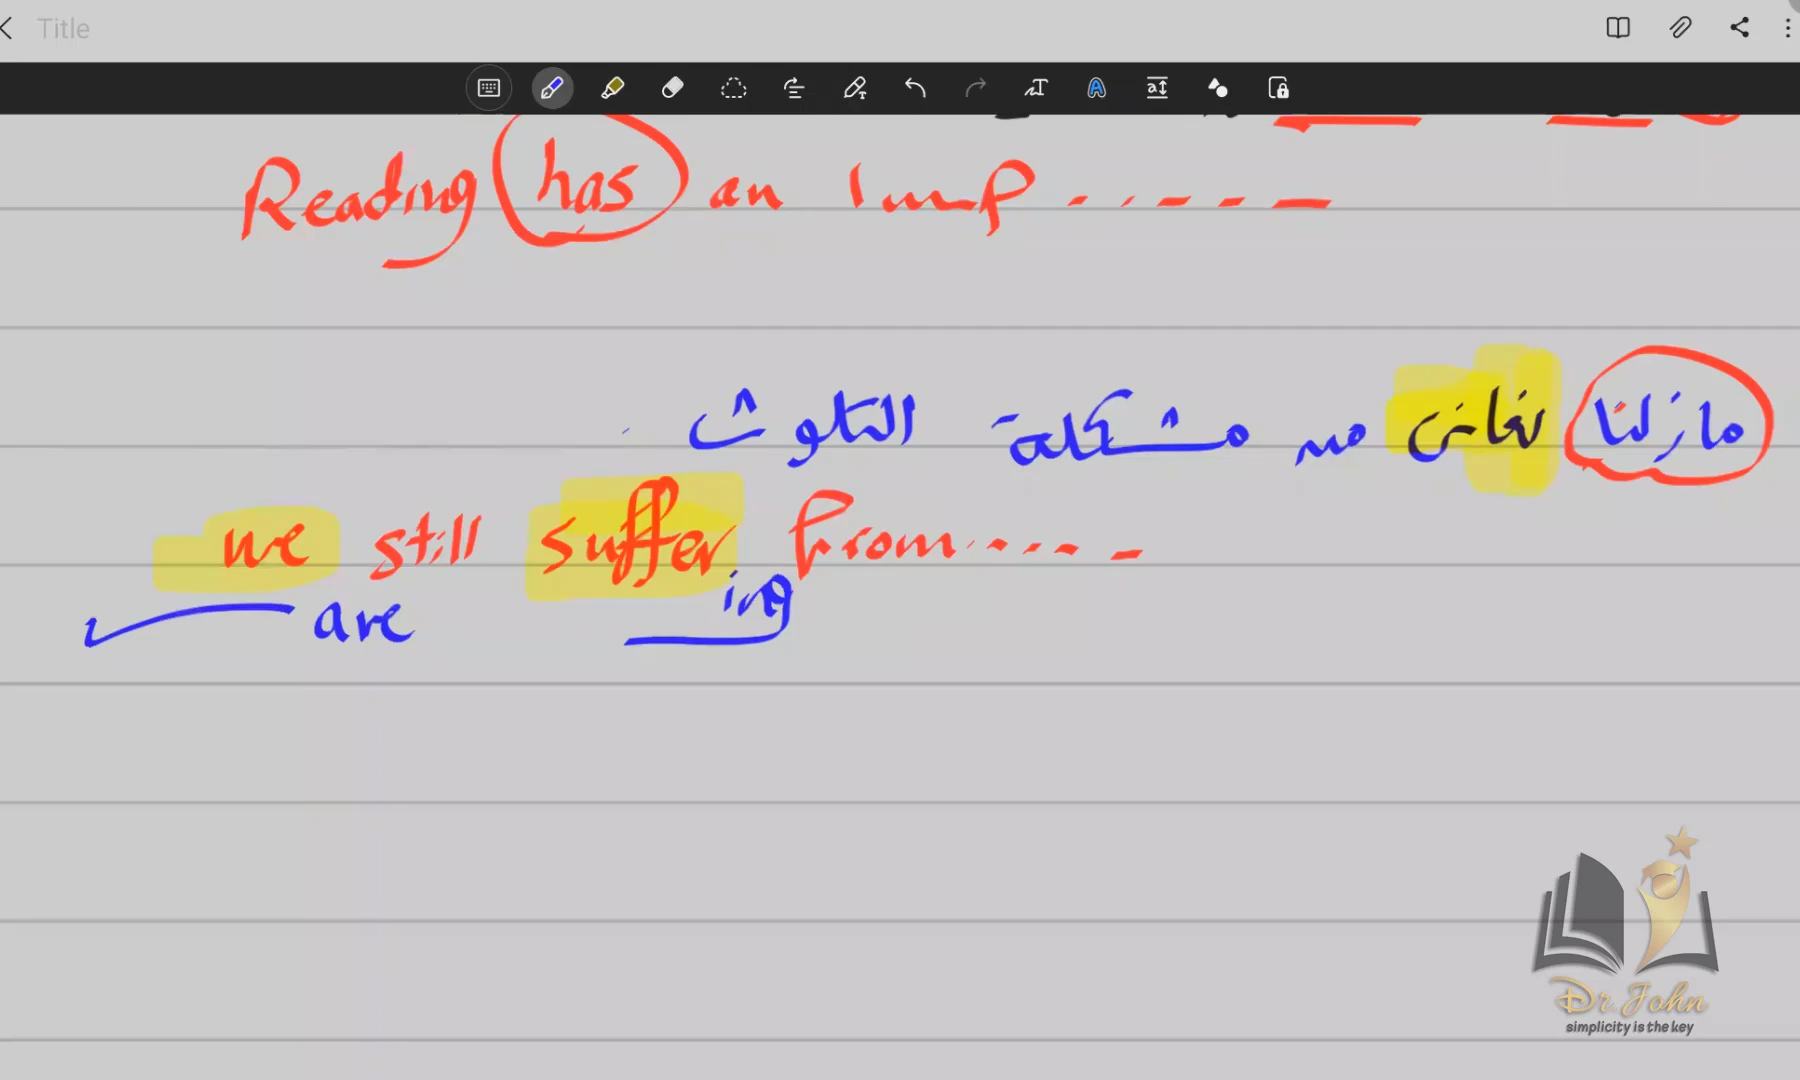 Title
Reading has an Imp . . - - -
مازلنا نعاني من مشكلة التلوث
we still suffer from . . . . -
are ing
Dr. John
simplicity is the key